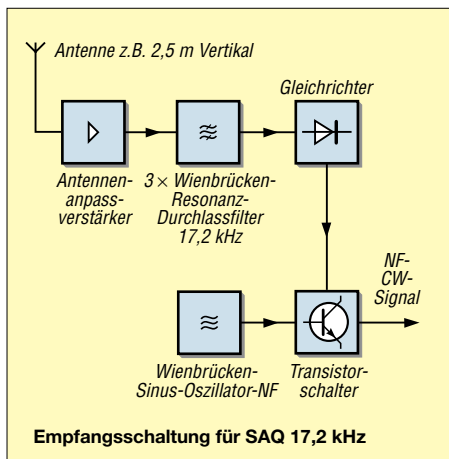 Antenne z.B. 2,5 m Vertikal
Gleichrichter
Antennen-
anpass-
verstärker
3 × Wienbrücken-
Resonanz-
Durchlassfilter
17,2 kHz
NF-
CW-
Signal
Wienbrücken-
Sinus-Oszillator-NF
Transistor-
schalter
Empfangsschaltung für SAQ 17,2 kHz